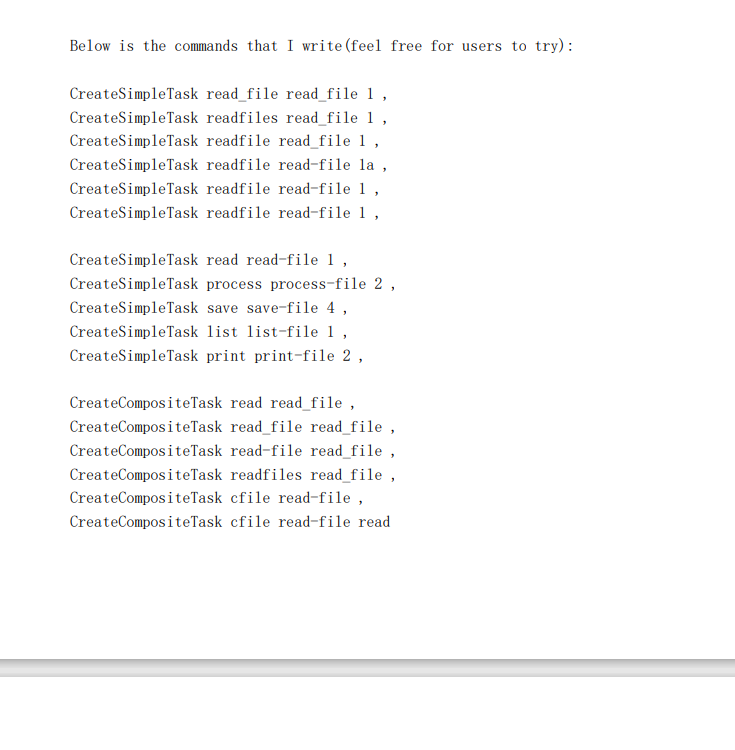 Below is the commands that I write(feel free for users to try):
CreateSimpleTask read_file read_file 1 ,
CreateSimpleTask readfiles read_file 1 ,
CreateSimpleTask readfile read_file 1 ,
CreateSimpleTask readfile read-file 1a ,
CreateSimpleTask readfile read-file 1 ,
CreateSimpleTask readfile read-file 1 ,
CreateSimpleTask read read-file 1 ,
CreateSimpleTask process process-file 2 ,
CreateSimpleTask save save-file 4 ,
CreateSimpleTask list list-file 1 ,
CreateSimpleTask print print-file 2 ,
CreateCompositeTask read read_file ,
CreateCompositeTask read_file read_file ,
CreateCompositeTask read-file read_file ,
CreateCompositeTask readfiles read_file ,
CreateCompositeTask cfile read-file ,
CreateCompositeTask cfile read-file read